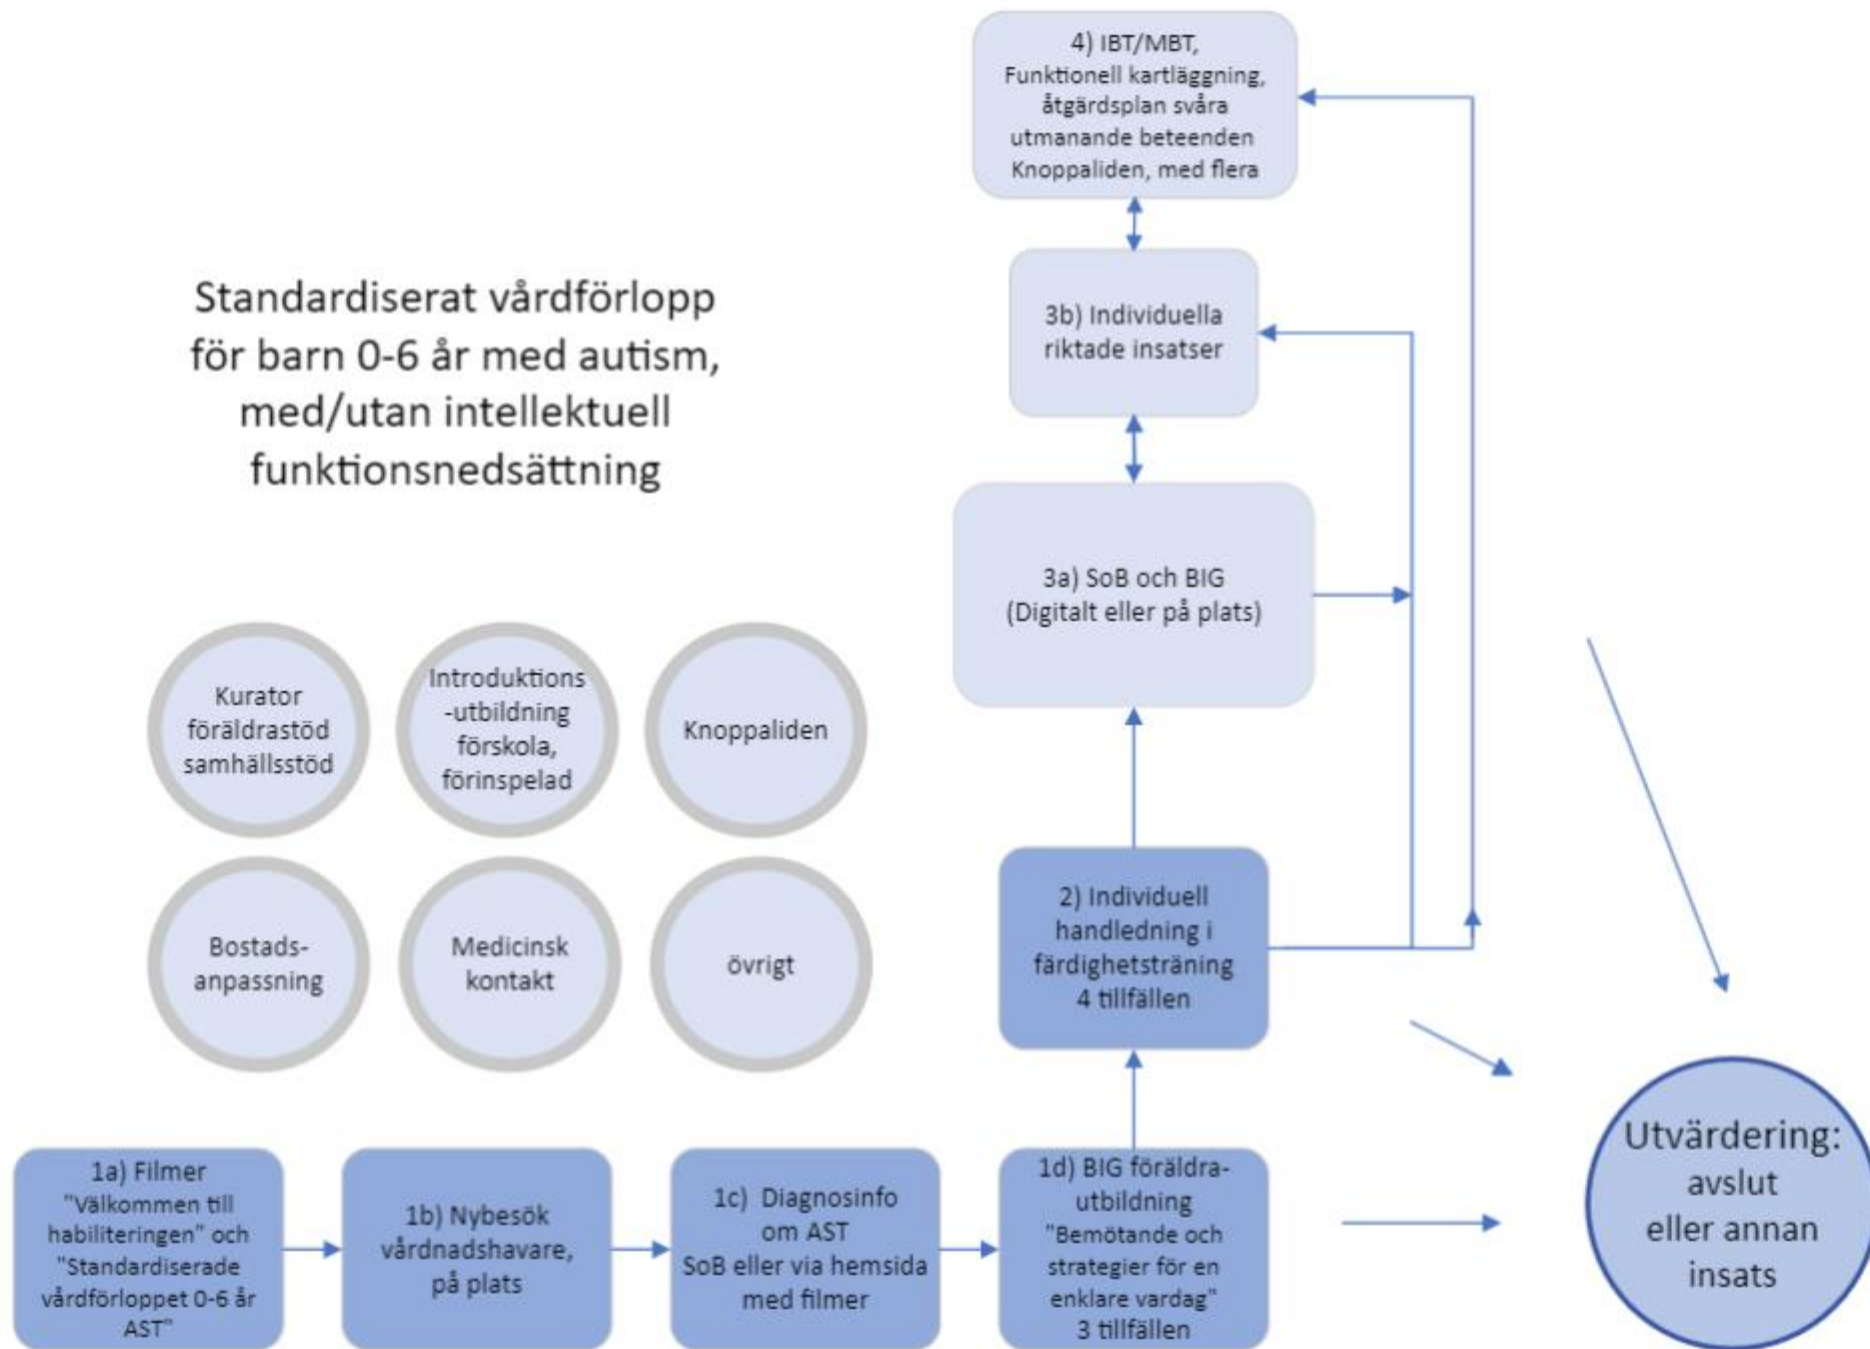 4) IBT/MBT,
Funktionell kartläggning,
åtgärdsplan svåra
utmanande beteenden
Knoppaliden, med flera
Standardiserat vårdförlopp
för barn 0-6 år med autism,
med/utan intellektuell
funktionsnedsättning
3b) Individuella
riktade insatser
3a) SoB och BIG
(Digitalt eller på plats)
Kurator
föräldrastöd
samhällsstöd
Introduktions
-utbildning
förskola,
förinspelad
Knoppaliden
Bostads-
anpassning
Medicinsk
kontakt
övrigt
2) Individuell
handledning i
färdighetsträning
4 tillfällen
1a) Filmer
"Välkommen till
habiliteringen" och
"Standardiserade
vårdförloppet 0-6 år
AST"
1b) Nybesök
vårdnadshavare,
på plats
1c) Diagnosinfo
om AST
SoB eller via hemsida
med filmer
1d) BIG föräldra-
utbildning
"Bemötande och
strategier för en
enklare vardag"
3 tillfällen
Utvärdering:
avslut
eller annan
insats